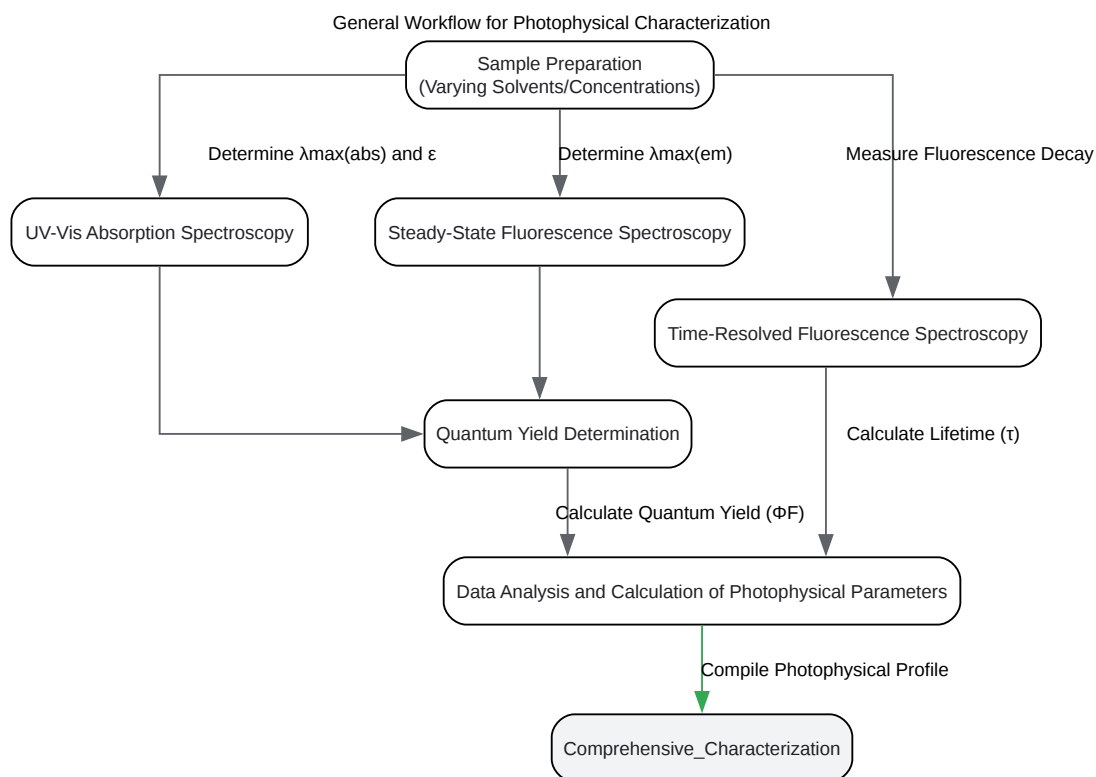 General Workflow for Photophysical Characterization
Sample Preparation
(Varying Solvents/Concentrations)
Determine λmax(abs) and ε
Determine λmax(em)
Measure Fluorescence Decay
UV-Vis Absorption Spectroscopy
Steady-State Fluorescence Spectroscopy
Time-Resolved Fluorescence Spectroscopy
Quantum Yield Determination
Calculate Lifetime (τ)
Calculate Quantum Yield (ΦF)
Data Analysis and Calculation of Photophysical Parameters
Compile Photophysical Profile
Comprehensive_Characterization